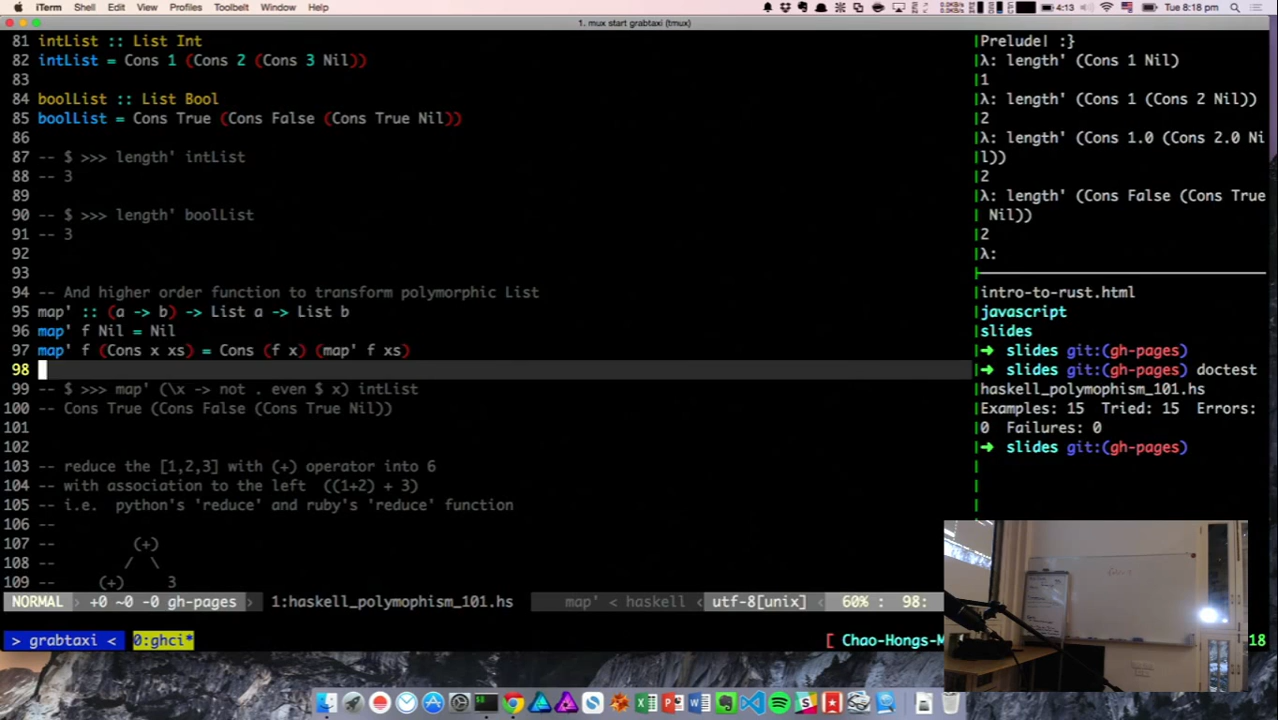 iTerm Shell Edit View Profiles Toolbelt Window Help
4:13 Tue 8:18 pm
1. mux start grabtaxi (tmux)
81 intList :: List Int
82 intList = Cons 1 (Cons 2 (Cons 3 Nil))
83
84 boolList :: List Bool
85 boolList = Cons True (Cons False (Cons True Nil))
86
87 -- $ >>> length' intList
88 -- 3
89
90 -- $ >>> length' boolList
91 -- 3
92
93
94 -- And higher order function to transform polymorphic List
95 map' :: (a -> b) -> List a -> List b
96 map' f Nil = Nil
97 map' f (Cons x xs) = Cons (f x) (map' f xs)
98
99 -- $ >>> map' (\x -> not . even $ x) intList
100 -- Cons True (Cons False (Cons True Nil))
101
102
103 -- reduce the [1,2,3] with (+) operator into 6
104 -- with association to the left  ((1+2) + 3)
105 -- i.e.  python's 'reduce' and ruby's 'reduce' function
106 --
107 --         (+)
108 --        /  \
109 --     (+)     3
NORMAL  +0 ~0 -0 gh-pages  1:haskell_polymophism_101.hs  map' < haskell < utf-8[unix] < 60% : 98:
> grabtaxi < 0:ghci* [ Chao-Hongs-M 18
Prelude| :}
λ: length' (Cons 1 Nil)
1
λ: length' (Cons 1 (Cons 2 Nil))
2
λ: length' (Cons 1.0 (Cons 2.0 Ni
l))
2
λ: length' (Cons False (Cons True
 Nil))
2
λ:
intro-to-rust.html
javascript
slides
➜ slides git:(gh-pages)
➜ slides git:(gh-pages) doctest
haskell_polymophism_101.hs
Examples: 15 Tried: 15 Errors:
0 Failures: 0
➜ slides git:(gh-pages)